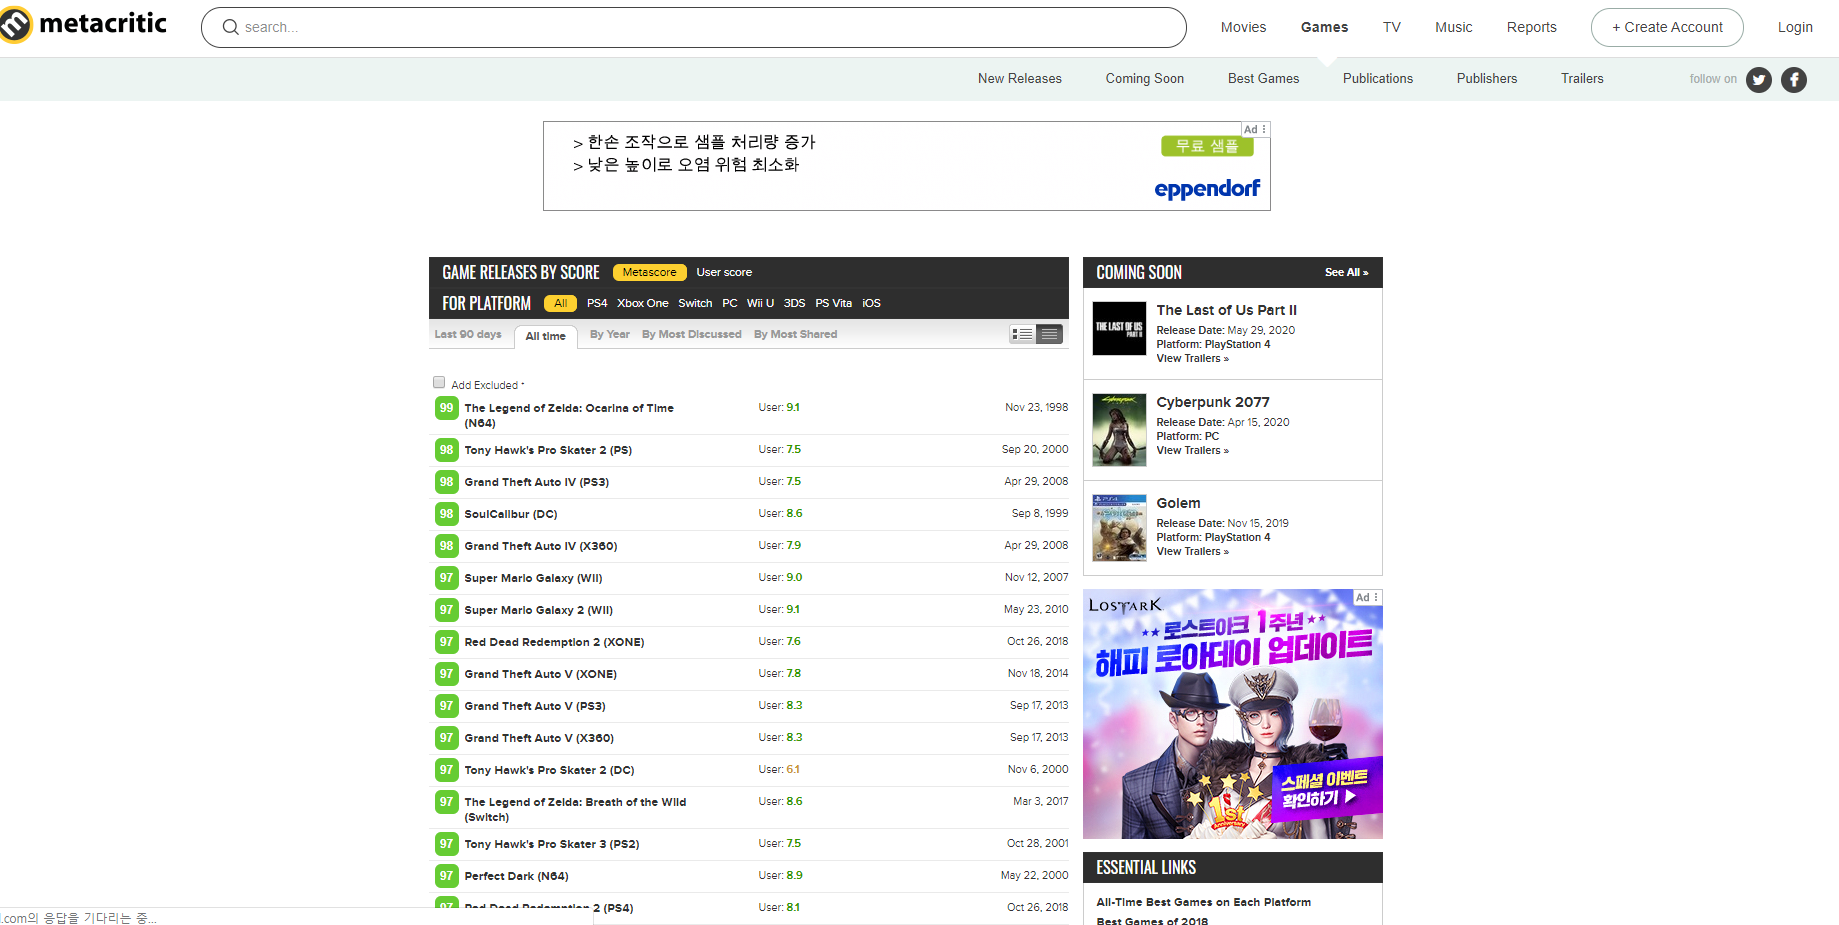 metacritic
search...
Movies Games TV Music Reports + Create Account Login
New Releases Coming Soon Best Games Publications Publishers Trailers follow on
> 한손 조작으로 샘플 처리량 증가
> 낮은 높이로 오염 위험 최소화
Ad
무료 샘플
eppendorf
GAME RELEASES BY SCORE Metascore User score
FOR PLATFORM All PS4 Xbox One Switch PC Wii U 3DS PS Vita iOS
Last 90 days All time By Year By Most Discussed By Most Shared
Add Excluded *
99 The Legend of Zelda: Ocarina of Time User: 9.1 Nov 23, 1998
(N64)
98 Tony Hawk's Pro Skater 2 (PS) User: 7.5 Sep 20, 2000
98 Grand Theft Auto IV (PS3) User: 7.5 Apr 29, 2008
98 SoulCalibur (DC) User: 8.6 Sep 8, 1999
98 Grand Theft Auto IV (X360) User: 7.9 Apr 29, 2008
97 Super Mario Galaxy (WII) User: 9.0 Nov 12, 2007
97 Super Mario Galaxy 2 (WII) User: 9.1 May 23, 2010
97 Red Dead Redemption 2 (XONE) User: 7.6 Oct 26, 2018
97 Grand Theft Auto V (XONE) User: 7.8 Nov 18, 2014
97 Grand Theft Auto V (PS3) User: 8.3 Sep 17, 2013
97 Grand Theft Auto V (X360) User: 8.3 Sep 17, 2013
97 Tony Hawk's Pro Skater 2 (DC) User: 6.1 Nov 6, 2000
97 The Legend of Zelda: Breath of the Wild User: 8.6 Mar 3, 2017
(Switch)
97 Tony Hawk's Pro Skater 3 (PS2) User: 7.5 Oct 28, 2001
97 Perfect Dark (N64) User: 8.9 May 22, 2000
97 Red Dead Redemption 2 (PS4) User: 8.1 Oct 26, 2018
.com의 응답을 기다리는 중...
COMING SOON See All »
THE LAST OF US
PART II
The Last of Us Part II
Release Date: May 29, 2020
Platform: PlayStation 4
View Trailers »
Cyberpunk
Cyberpunk 2077
Release Date: Apr 15, 2020
Platform: PC
View Trailers »
Golem
Release Date: Nov 15, 2019
Platform: PlayStation 4
View Trailers »
LOSTARK
Ad
로스트아크 1주년
해피 로아데이 업데이트
스페셜 이벤트
확인하기
1st
Anniversary
ESSENTIAL LINKS
All-Time Best Games on Each Platform
Best Games of 2018